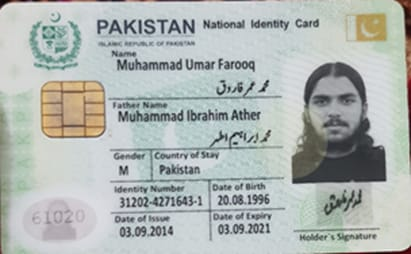 PAKISTAN National Identity Card
ISLAMIC REPUBLIC OF PAKISTAN
Name
Muhammad Umar Farooq
محمد عمر فاروق
Father Name
Muhammad Ibrahim Ather
محمد ابراہیم اطہر
Gender Country of Stay
M Pakistan
Identity Number Date of Birth
31202-4271643-1 20.08.1996
61020
Date of Issue Date of Expiry
03.09.2014 03.09.2021
Holder's Signature